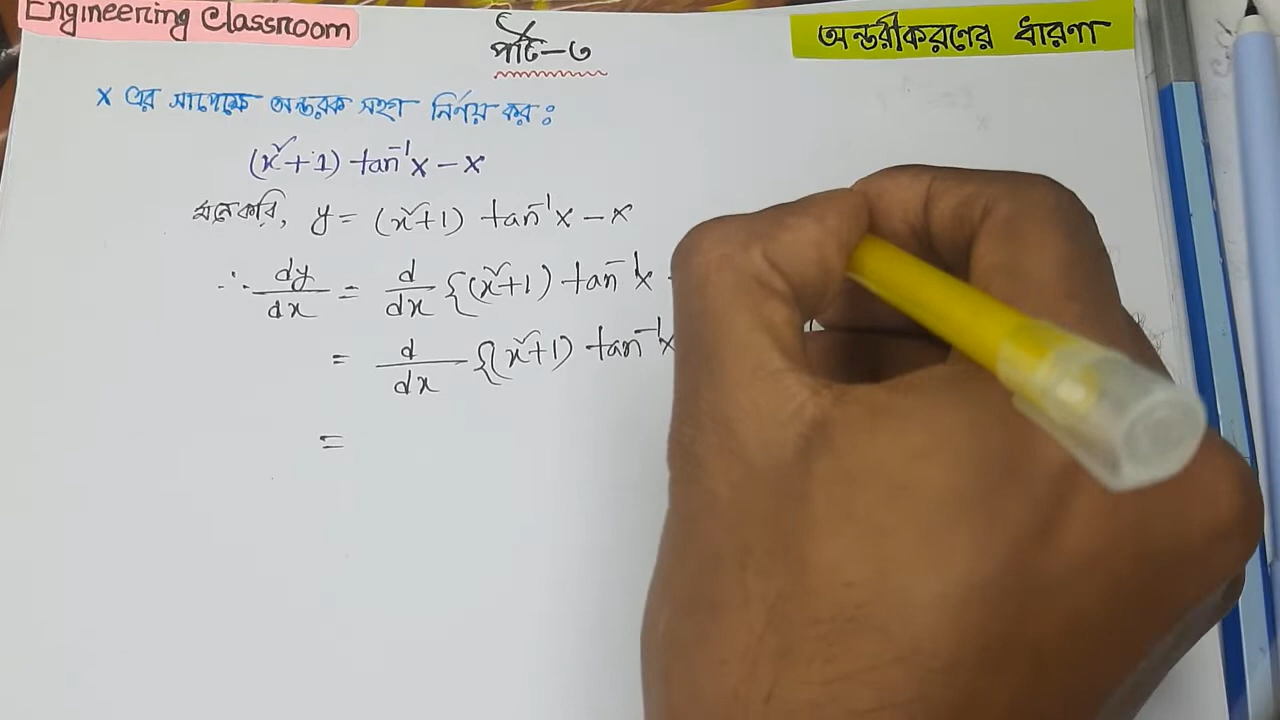 Engineering Classroom
পার্ট-৩
অন্তরীকরণের ধারণা
x এর সাপেক্ষে অন্তরক সহগ নির্ণয় কর:
(x²+1) tan⁻¹x - x
মনেকরি, y = (x²+1) tan⁻¹x - x
∴ dy/dx = d/dx {(x²+1) tan⁻¹x
= d/dx {(x²+1) tan⁻¹x
=